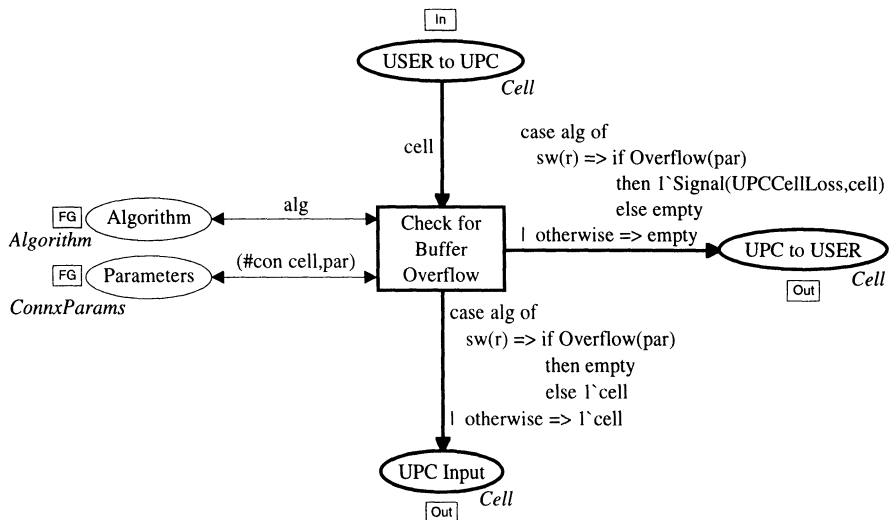 In
USER to UPC
Cell
cell
case alg of
sw(r) => if Overflow(par)
then 1`Signal(UPCCellLoss,cell)
else empty
| otherwise => empty
FG
Algorithm
Algorithm
alg
Check for
Buffer
Overflow
FG
Parameters
ConnxParams
(#con cell,par)
UPC to USER
Out
Cell
case alg of
sw(r) => if Overflow(par)
then empty
else 1`cell
| otherwise => 1`cell
UPC Input
Cell
Out